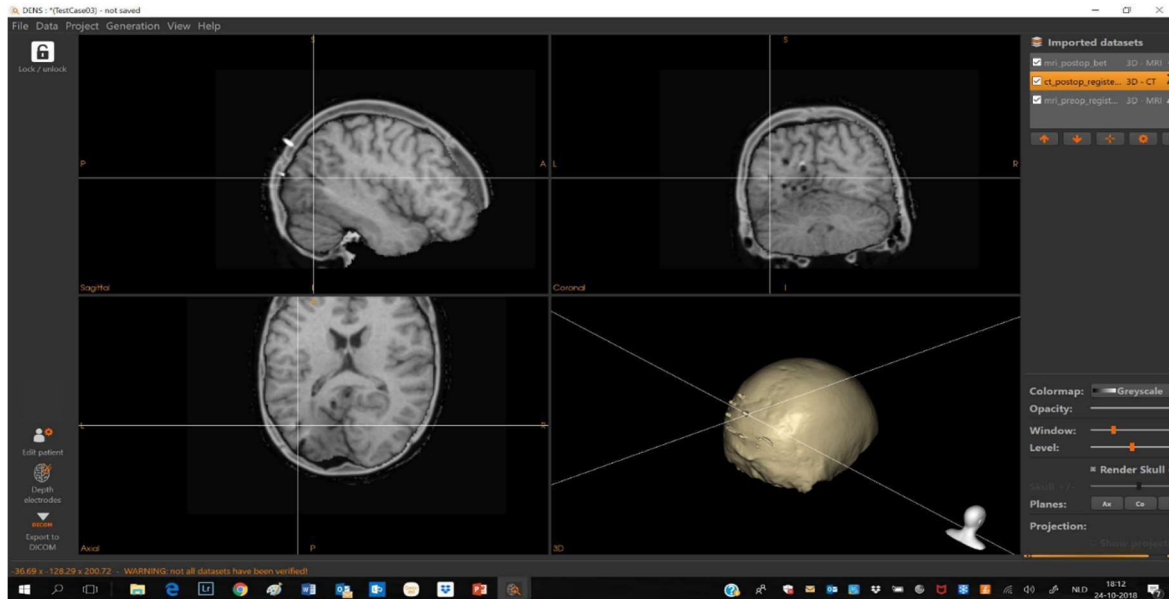 DENS : *(TestCase03) - not saved
File Data Project Generation View Help
Lock / unlock
S
P
A
Sagittal
I
S
L
R
Coronal
I
A
L
R
Axial
P
3D
Imported datasets
mri_postop_bet 3D - MRI
ct_postop_registe... 3D - CT
mri_preop_regist... 3D - MRI
Colormap: Greyscale
Opacity:
Window:
Level:
Render Skull
Skull +/-
Planes: Ax Co
Projection:
Edit patient
Depth
electrodes
DICOM
Export to
DICOM
-36.69 x -128.29 x 200.72 - WARNING: not all datasets have been verified!
Lr
NLD
18:12
24-10-2018